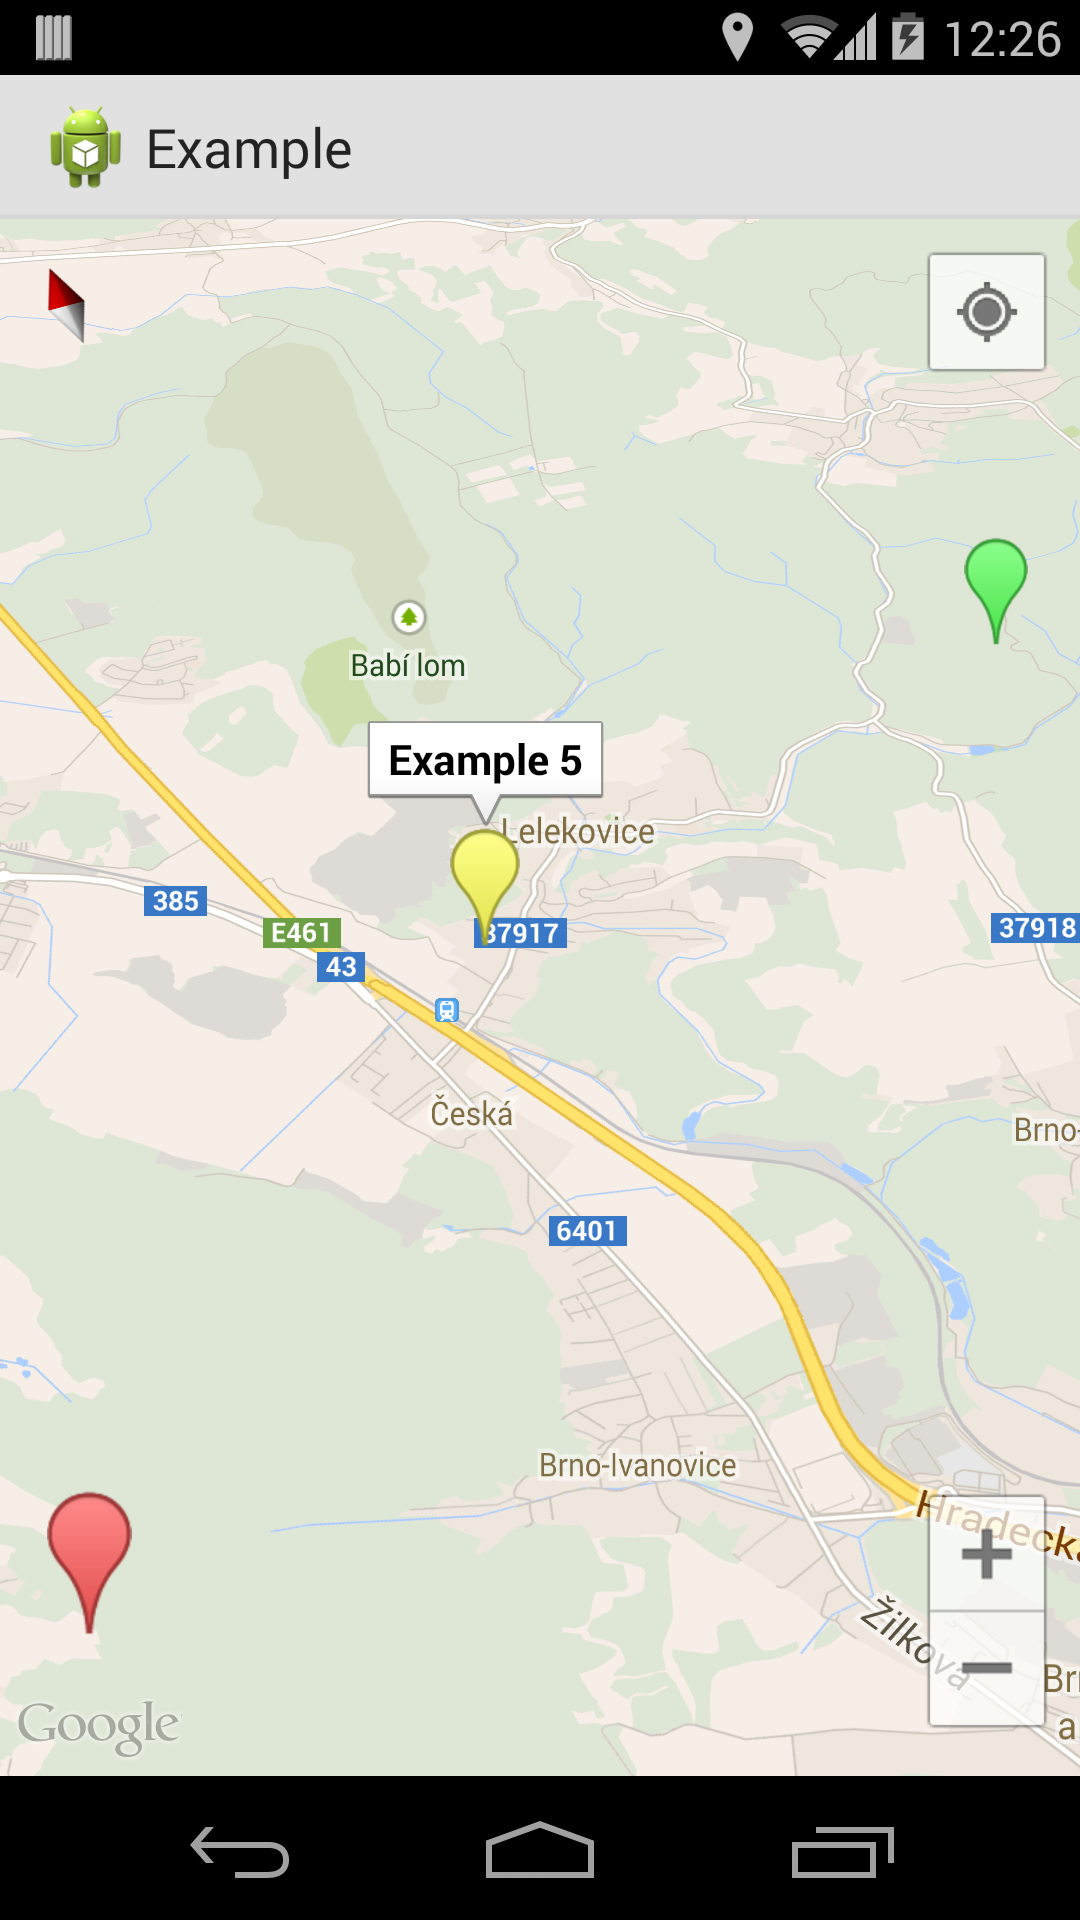 12:26
Example
Babí lom
Example 5
Lelekovice
385
E461
37917
37918
43
Česká
Brno-
6401
Brno-Ivanovice
Hradecká
Žilkova
Br
a
Google